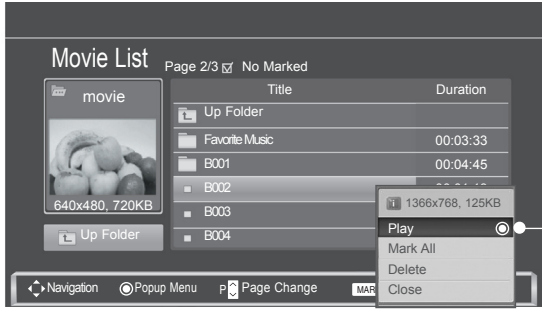 Movie List
Page 2/3 No Marked
movie
640x480, 720KB
Up Folder
Title Duration
Up Folder
Favorite Music 00:03:33
B001 00:04:45
B002
B003
B004
1366x768, 125KB
Play
Mark All
Delete
Close
Navigation Popup Menu P Page Change MAR